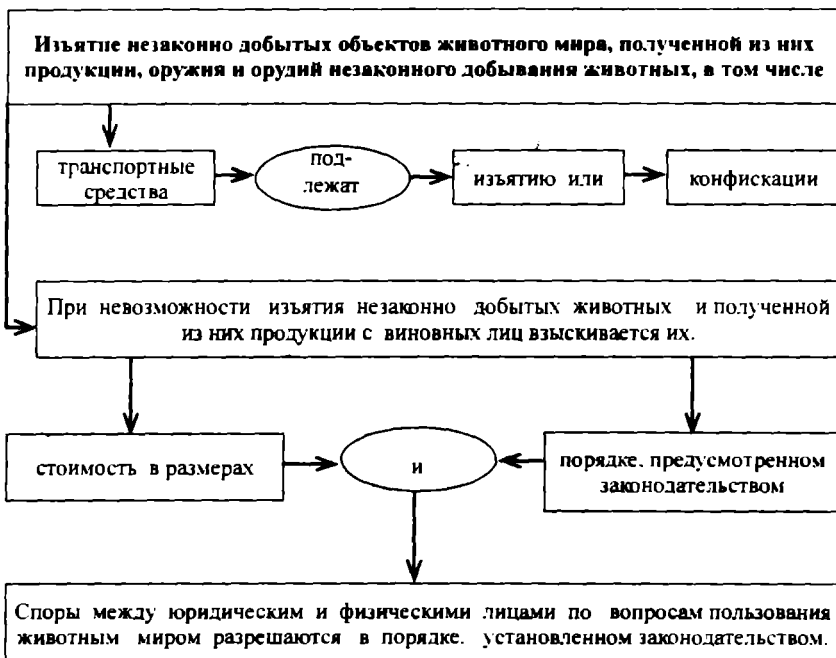 Изъятие незаконно добытых объектов животного мира, полученной из них
продукции, оружия и орудий незаконного добывания животных, в том числе
транспортные
средства
под-
лежат
изъятию или
конфискации
При невозможности изъятия незаконно добытых животных и полученной
из них продукции с виновных лиц взыскивается их.
стоимость в размерах
и
порядке. предусмотренном
законодательством
Споры между юридическим и физическими лицами по вопросам пользования
животным миром разрешаются в порядке. установленном законодательством.